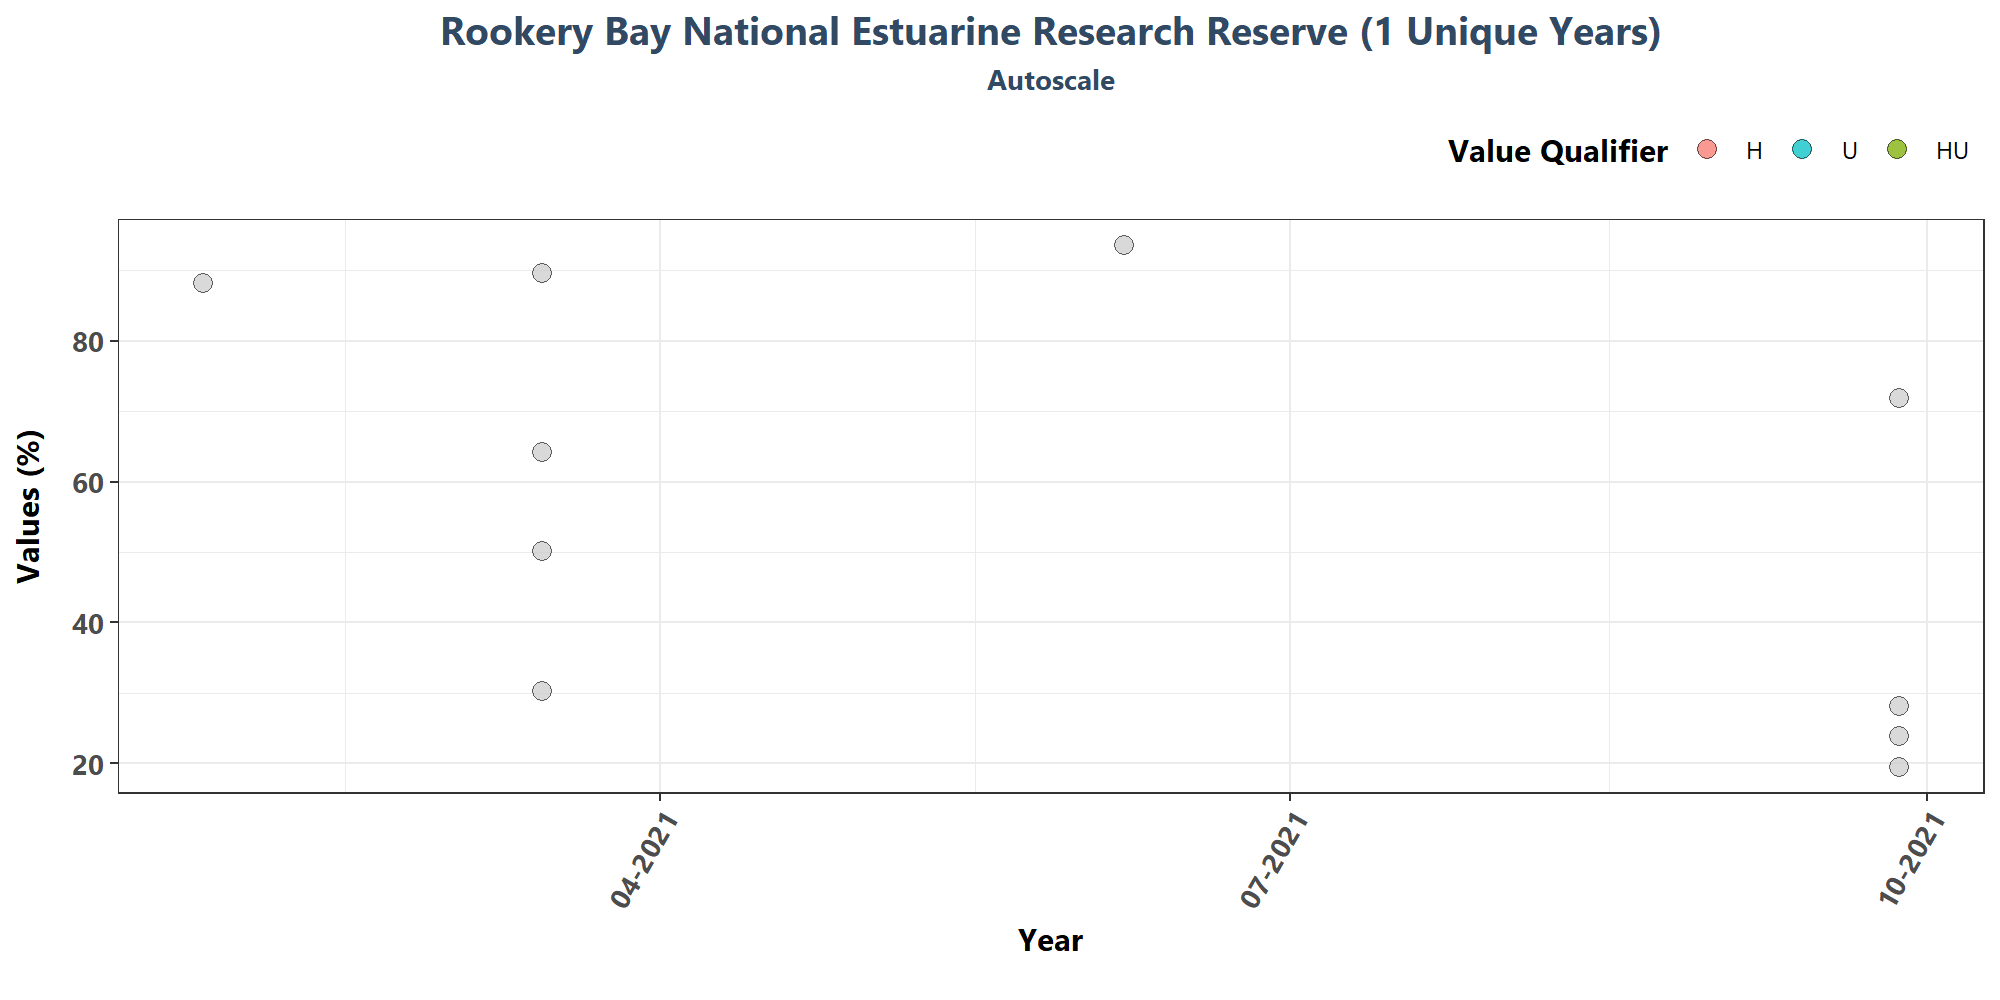 Rookery Bay National Estuarine Research Reserve (1 Unique Years)
Autoscale
Value Qualifier H U HU
Values (%)
80
60
40
20
04-2021 07-2021 10-2021
Year